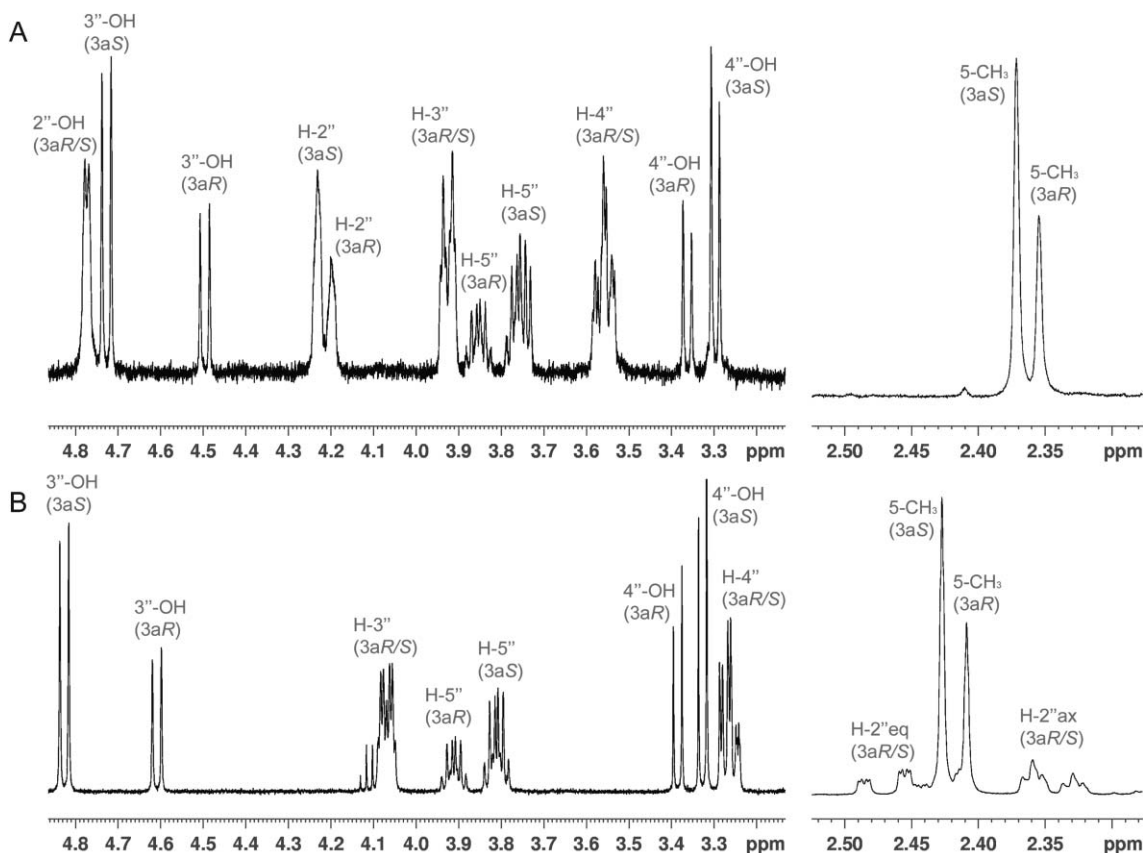 A
3''-OH
(3aS)
2''-OH
(3aR/S)
3''-OH
(3aR)
H-2''
(3aS)
H-2''
(3aR)
H-3''
(3aR/S)
H-5''
(3aR)
H-5''
(3aS)
H-4''
(3aR/S)
4''-OH
(3aR)
4''-OH
(3aS)
5-CH₃
(3aS)
5-CH₃
(3aR)
4.8 4.7 4.6 4.5 4.4 4.3 4.2 4.1 4.0 3.9 3.8 3.7 3.6 3.5 3.4 3.3 ppm
2.50 2.45 2.40 2.35 ppm
B
3''-OH
(3aS)
3''-OH
(3aR)
H-3''
(3aR/S)
H-5''
(3aR)
H-5''
(3aS)
4''-OH
(3aR)
4''-OH
(3aS)
H-4''
(3aR/S)
5-CH₃
(3aS)
5-CH₃
(3aR)
H-2''eq
(3aR/S)
H-2''ax
(3aR/S)
4.8 4.7 4.6 4.5 4.4 4.3 4.2 4.1 4.0 3.9 3.8 3.7 3.6 3.5 3.4 3.3 ppm
2.50 2.45 2.40 2.35 ppm